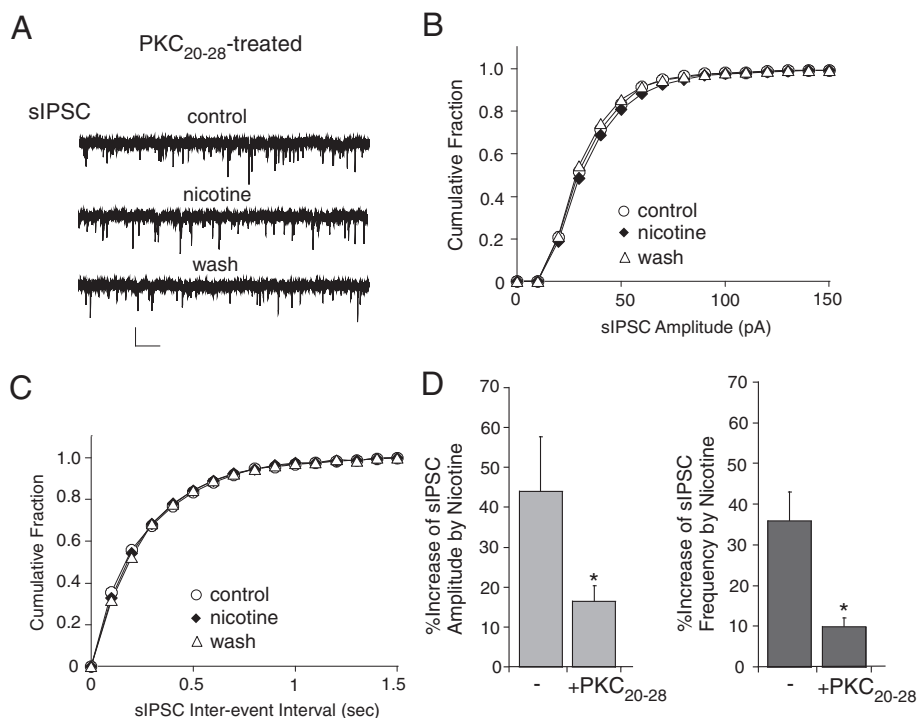 A
PKC20-28-treated
sIPSC
control
nicotine
wash
B
Cumulative Fraction
1.0
0.8
0.6
0.4
0.2
0
control
nicotine
wash
0 50 100 150
sIPSC Amplitude (pA)
C
Cumulative Fraction
1.0
0.8
0.6
0.4
0.2
0
control
nicotine
wash
0 0.5 1 1.5
sIPSC Inter-event Interval (sec)
D
%Increase of sIPSC
Amplitude by Nicotine
70
60
50
40
30
20
10
0
*
- +PKC20-28
%Increase of sIPSC
Frequency by Nicotine
70
60
50
40
30
20
10
0
*
- +PKC20-28